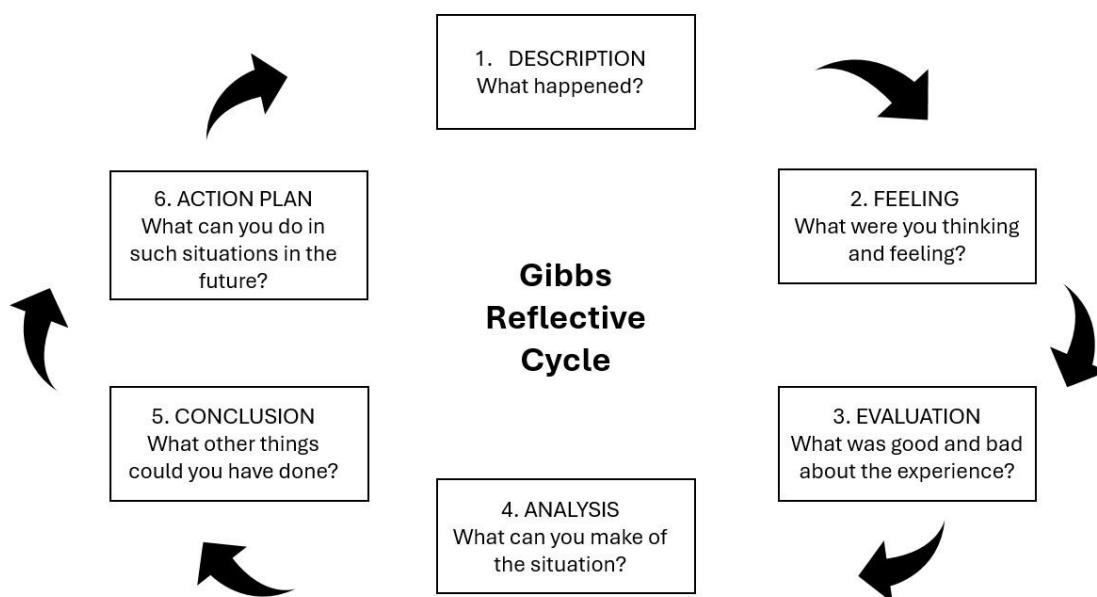 1. DESCRIPTION
What happened?
2. FEELING
What were you thinking
and feeling?
3. EVALUATION
What was good and bad
about the experience?
4. ANALYSIS
What can you make of
the situation?
5. CONCLUSION
What other things
could you have done?
6. ACTION PLAN
What can you do in
such situations in the
future?
Gibbs
Reflective
Cycle